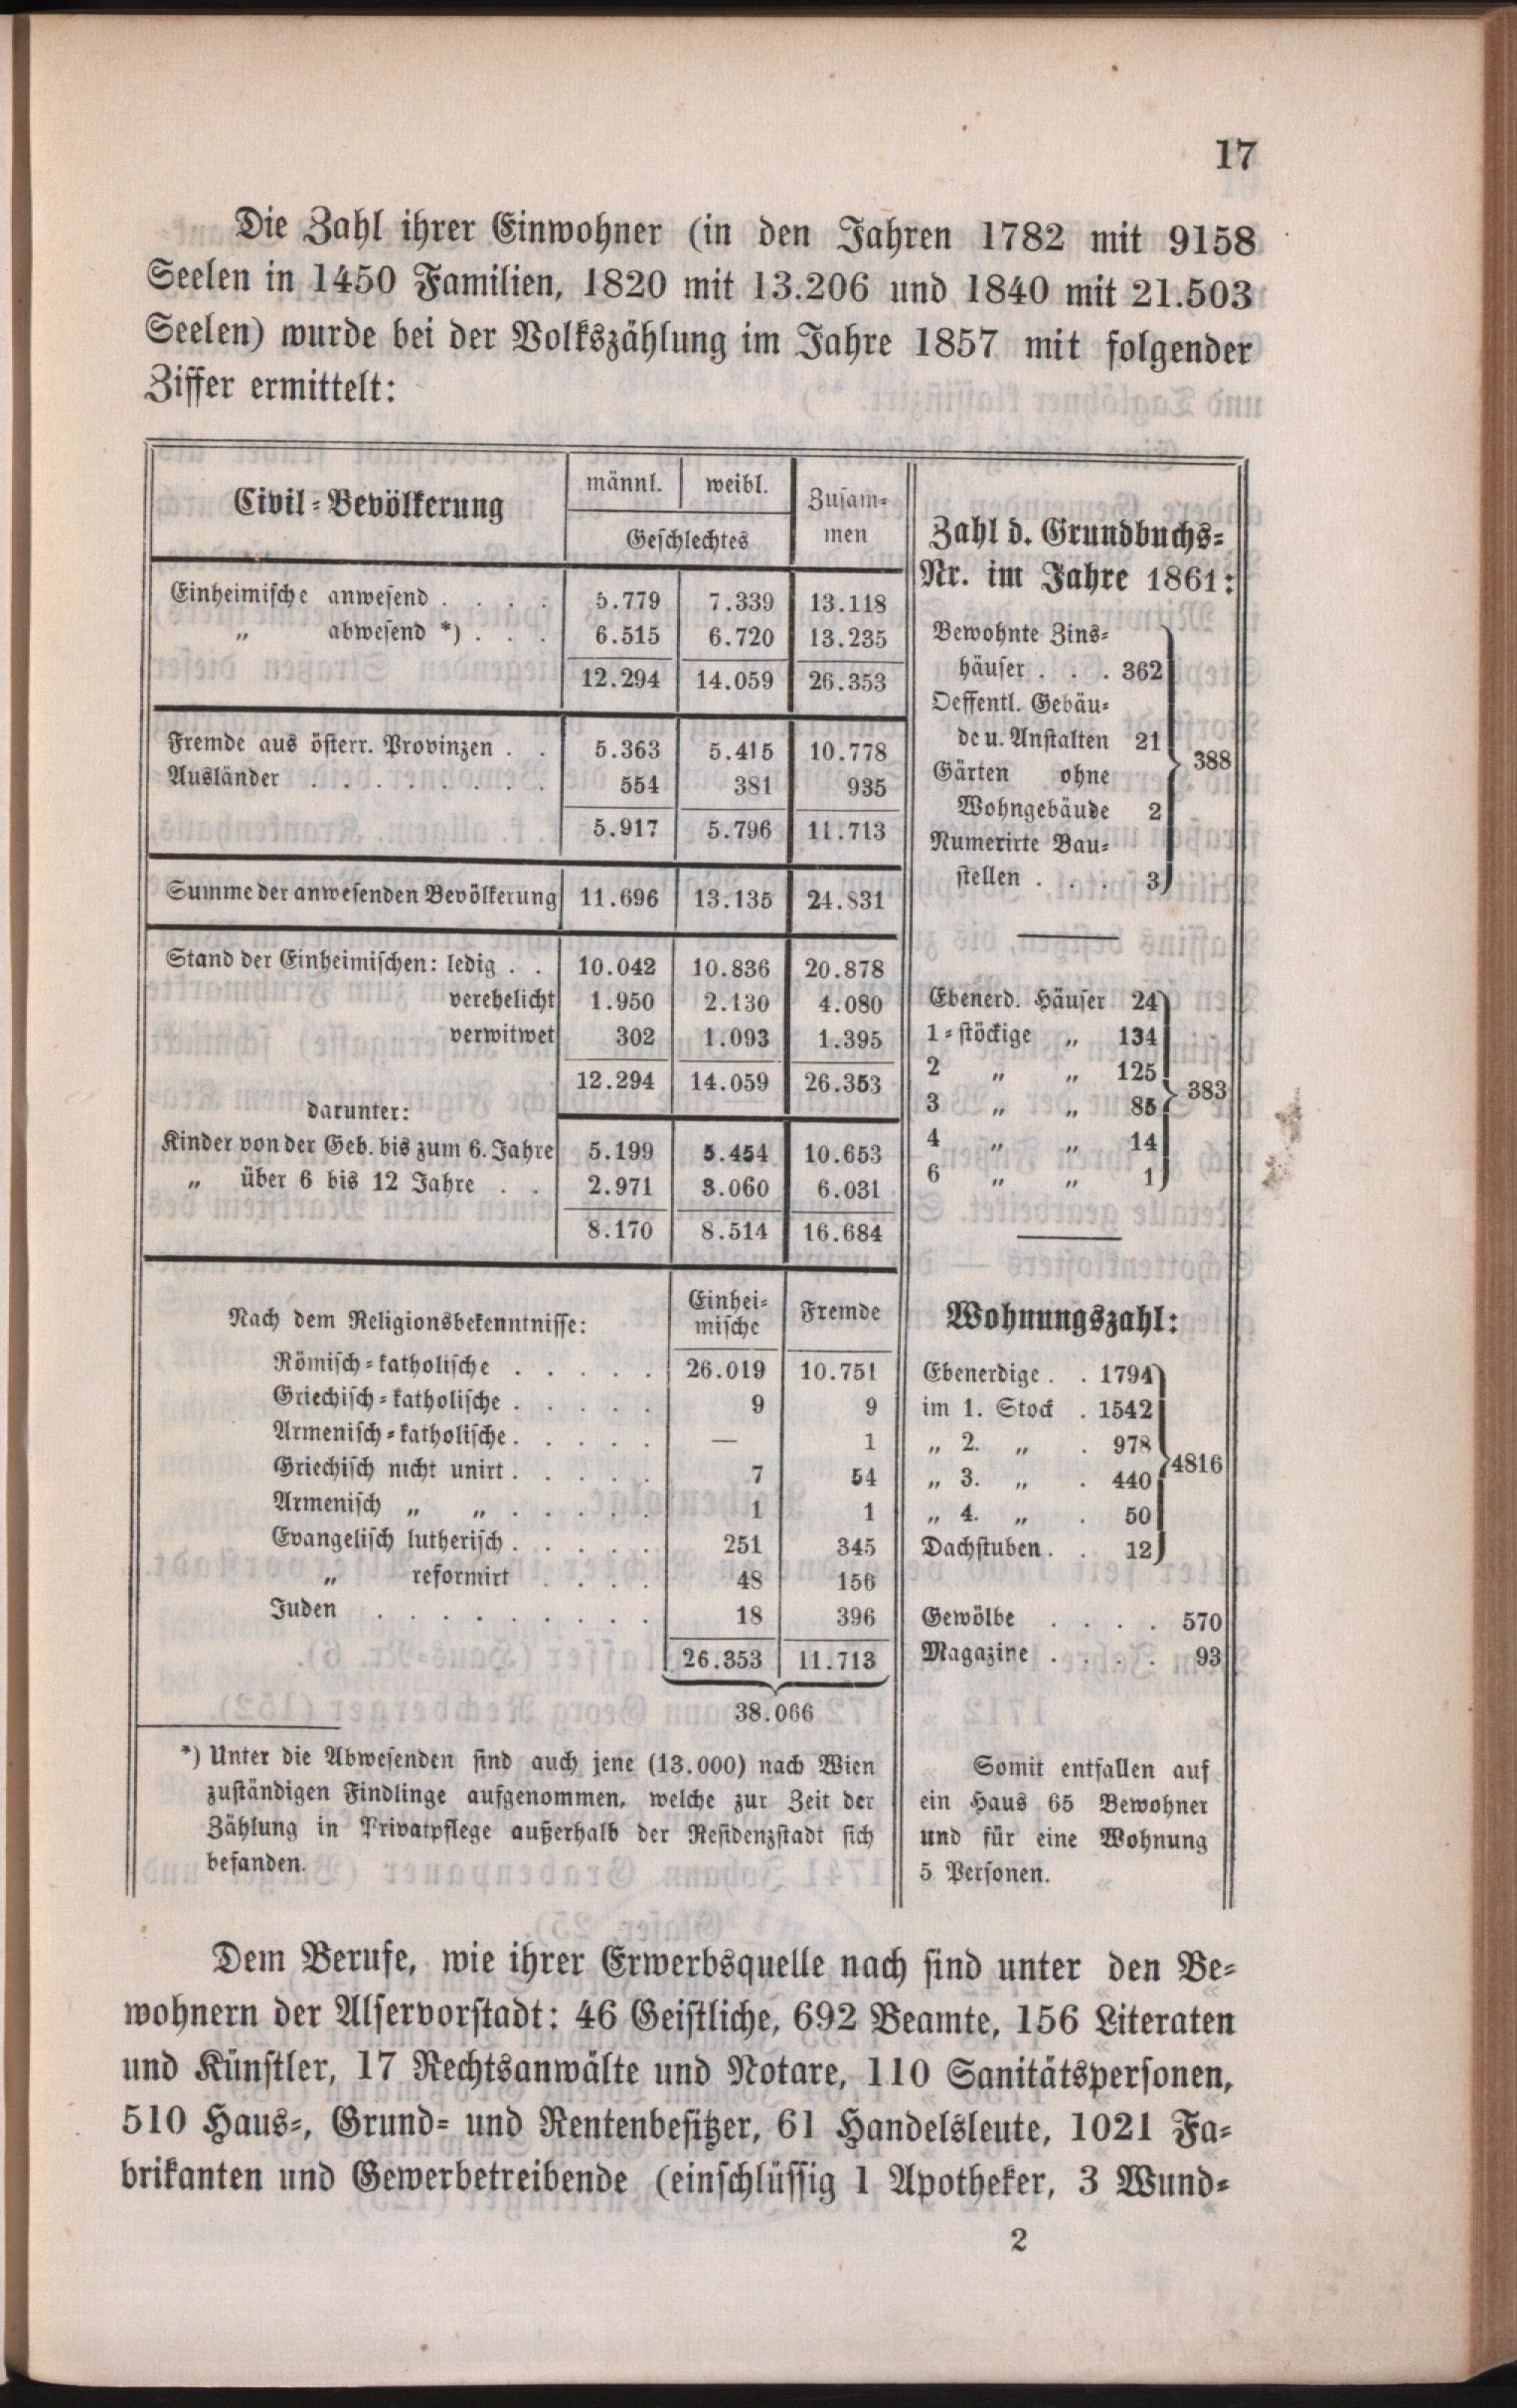 17
Die Zahl ihrer Einwohner (in den Jahren 1782 mit 9158
Seelen in 1450 Familien, 1820 mit 13.206 und 1840 mit 21.503
Seelen) wurde bei der Volkszählung im Jahre 1857 mit folgender
Ziffer ermittelt:
Civil-Bevölkerung
männl. weibl.
Geschlechtes
Zusam-
men
Einheimische anwesend . . . . 5.779 7.339 13.118
„ abwesend *) . . . 6.515 6.720 13.235
12.294 14.059 26.353
Fremde aus österr. Provinzen . . 5.363 5.415 10.778
Ausländer . . . . . . . . 554 381 935
5.917 5.796 11.713
Summe der anwesenden Bevölkerung 11.696 13.135 24.831
Stand der Einheimischen: ledig . . 10.042 10.836 20.878
verehelicht 1.950 2.130 4.080
verwitwet 302 1.093 1.395
12.294 14.059 26.353
darunter:
Kinder von der Geb. bis zum 6. Jahre 5.199 5.454 10.653
„ über 6 bis 12 Jahre . . 2.971 3.060 6.031
8.170 8.514 16.684
Nach dem Religionsbekenntnisse:
Einhei-
mische
Fremde
Römisch-katholische . . . . . 26.019 10.751
Griechisch-katholische . . . . . 9 9
Armenisch-katholische . . . . . — 1
Griechisch nicht unirt . . . . . 7 54
Armenisch „ „ . . . . . 1 1
Evangelisch lutherisch . . . . . 251 345
„ reformirt . . . . 48 156
Juden . . . . . . . . . 18 396
26.353 11.713
38.066
*) Unter die Abwesenden sind auch jene (13.000) nach Wien
zuständigen Findlinge aufgenommen, welche zur Zeit der
Zählung in Privatpflege außerhalb der Residenzstadt sich
befanden.
Zahl d. Grundbuchs-
Nr. im Jahre 1861:
Bewohnte Zins-
häuser . . . 362
Oeffentl. Gebäu-
de u. Anstalten 21
388
Gärten ohne
Wohngebäude 2
Numerirte Bau-
stellen . . . 3
Ebenerd. Häuser 24
1-stöckige „ 134
2 „ „ 125
3 „ „ 85
383
4 „ „ 14
6 „ „ 1
Wohnungszahl:
Ebenerdige . . 1794
im 1. Stock . 1542
„ 2. „ . 978
4816
„ 3. „ . 440
„ 4. „ . 50
Dachstuben . . 12
Gewölbe . . . . 570
Magazine . . . . 93
Somit entfallen auf
ein Haus 65 Bewohner
und für eine Wohnung
5 Personen.
Dem Berufe, wie ihrer Erwerbsquelle nach sind unter den Be-
wohnern der Alservorstadt: 46 Geistliche, 692 Beamte, 156 Literaten
und Künstler, 17 Rechtsanwälte und Notare, 110 Sanitätspersonen,
510 Haus-, Grund- und Rentenbesitzer, 61 Handelsleute, 1021 Fa-
brikanten und Gewerbetreibende (einschlüssig 1 Apotheker, 3 Wund-
2